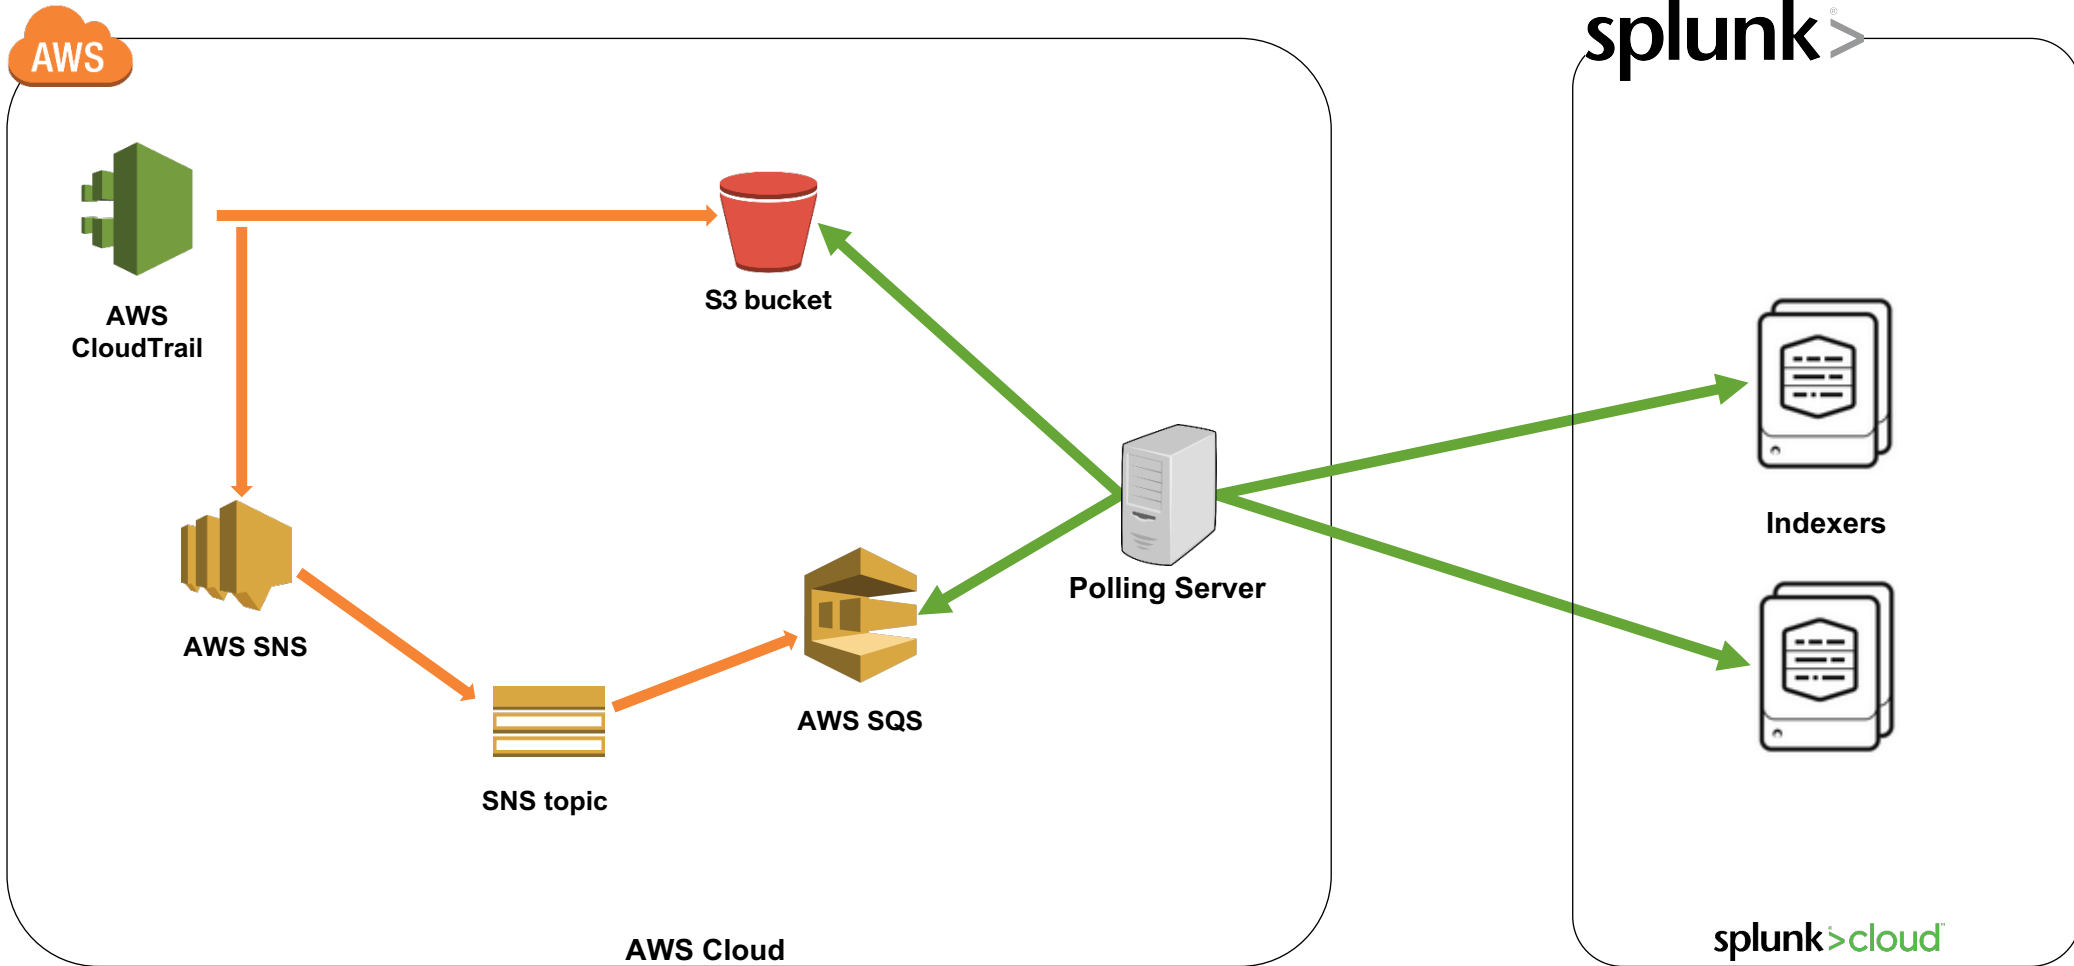 AWS
splunk>
AWS
CloudTrail
S3 bucket
Indexers
Polling Server
AWS SNS
AWS SQS
SNS topic
AWS Cloud
splunk>cloud